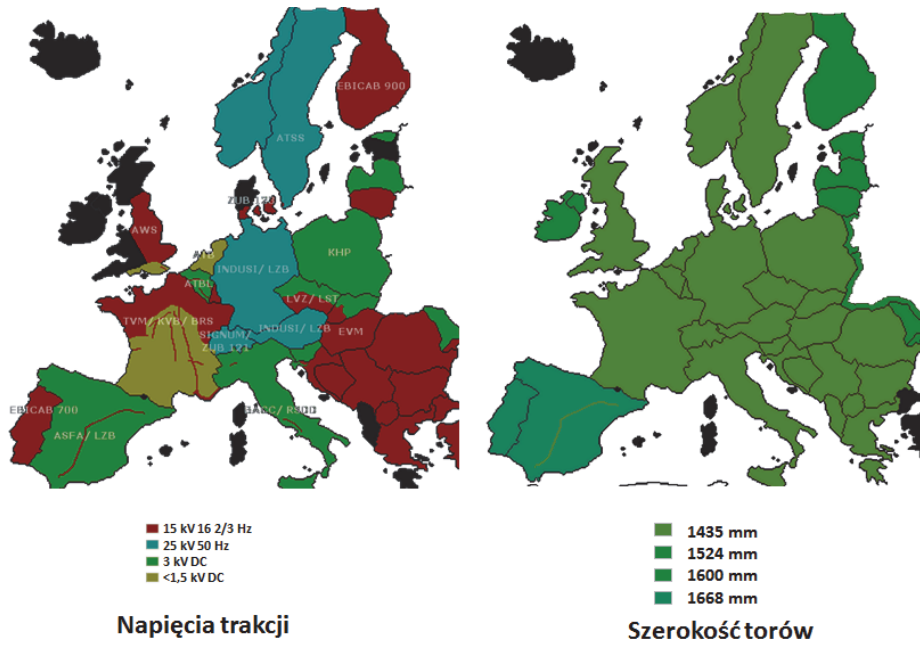 EBICAB 900
ATSS
ZUB 123
AWS
ATB
KHP
INDUSI/ LZB
ATBL
LVZ/ LST
TVM/ KVB/ BRS
SIGNUM/
ZUB 121
INDUSI/ LZB
EVM
EBICAB 700
ASFA/ LZB
15 kV 16 2/3 Hz
25 kV 50 Hz
3 kV DC
<1,5 kV DC
Napięcia trakcji
1435 mm
1524 mm
1600 mm
1668 mm
Szerokość torów